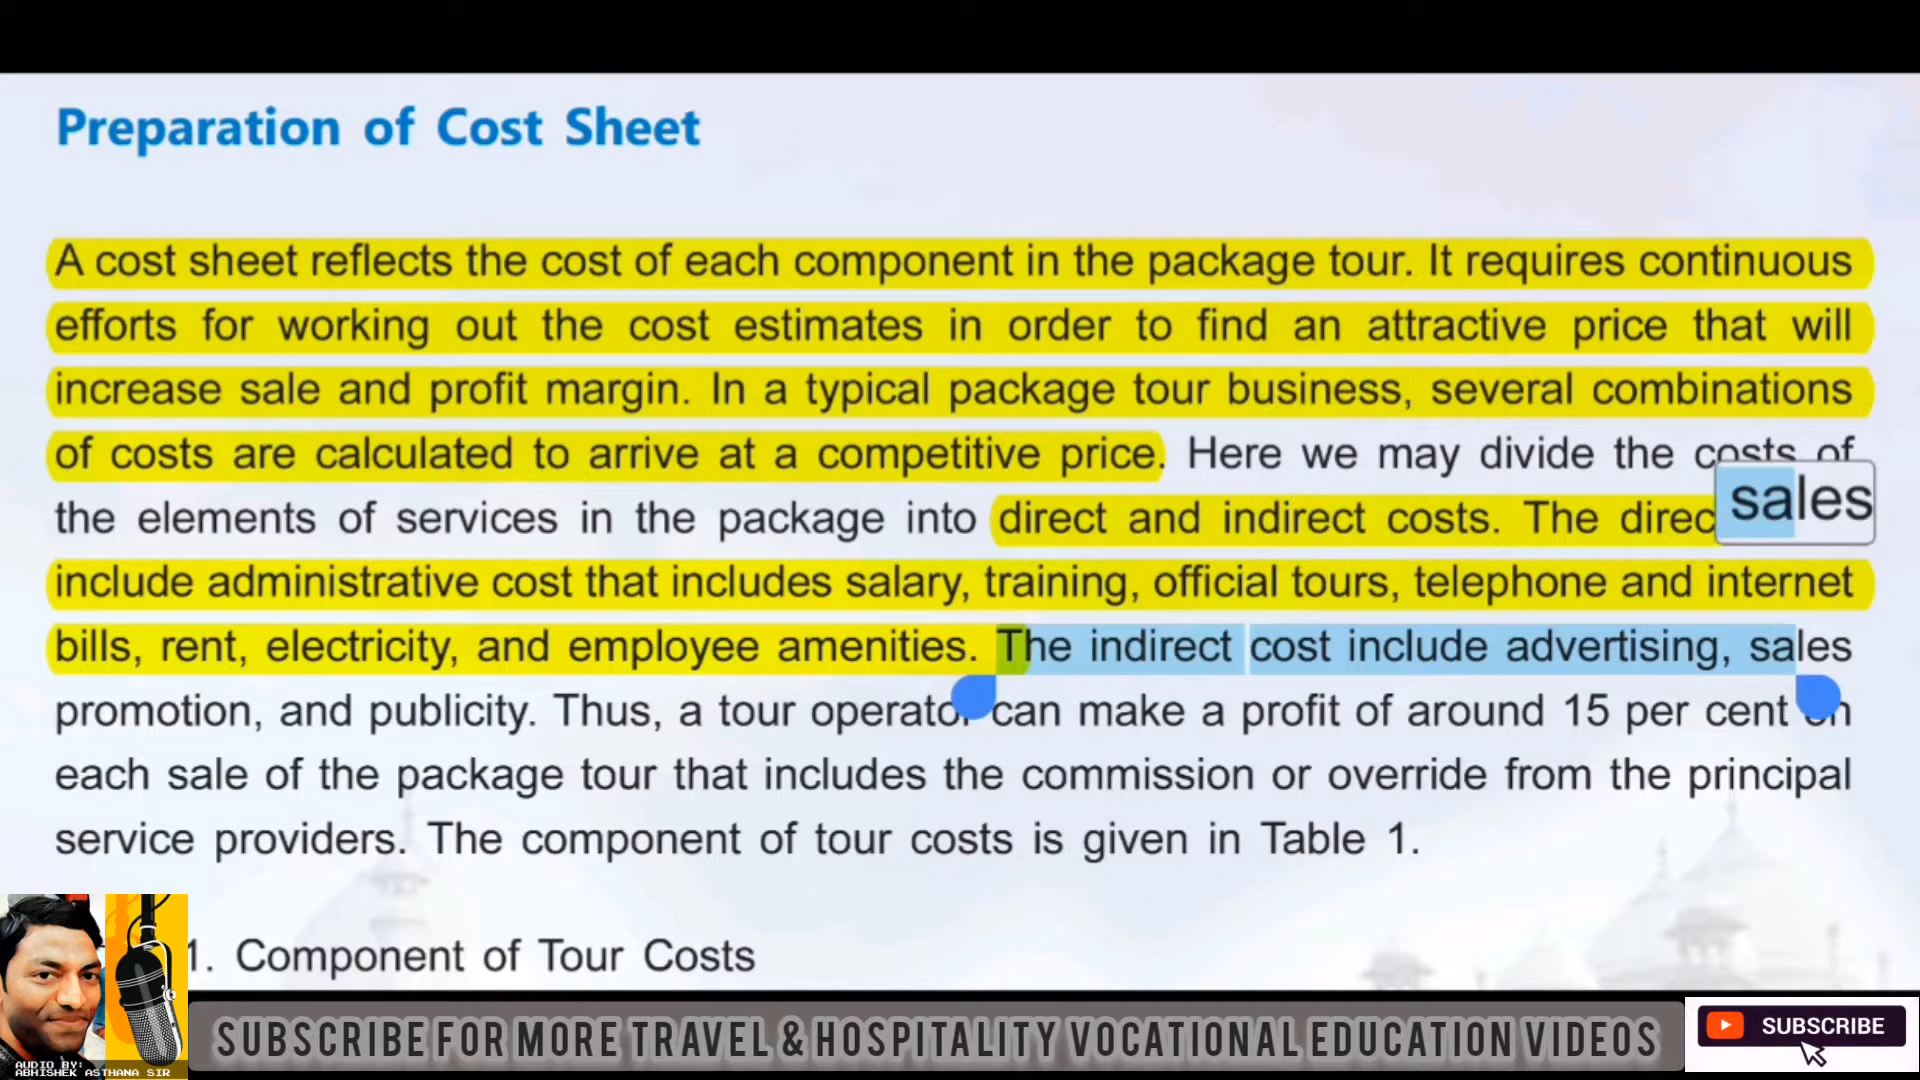 Preparation of Cost Sheet
A cost sheet reflects the cost of each component in the package tour. It requires continuous
efforts for working out the cost estimates in order to find an attractive price that will
increase sale and profit margin. In a typical package tour business, several combinations
of costs are calculated to arrive at a competitive price. Here we may divide the costs of
the elements of services in the package into direct and indirect costs. The direc
sales
include administrative cost that includes salary, training, official tours, telephone and internet
bills, rent, electricity, and employee amenities. The indirect cost include advertising, sales
promotion, and publicity. Thus, a tour operator can make a profit of around 15 per cent on
each sale of the package tour that includes the commission or override from the principal
service providers. The component of tour costs is given in Table 1.
1. Component of Tour Costs
AUDIO BY:
ABHISHEK ASTHANA SIR
SUBSCRIBE FOR MORE TRAVEL & HOSPITALITY VOCATIONAL EDUCATION VIDEOS
SUBSCRIBE